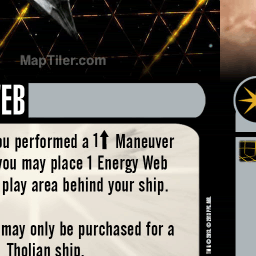 MapTiler.com
EB
ou performed a 1 Maneuver
you may place 1 Energy Web
play area behind your ship.
may only be purchased for a
Tholian ship.